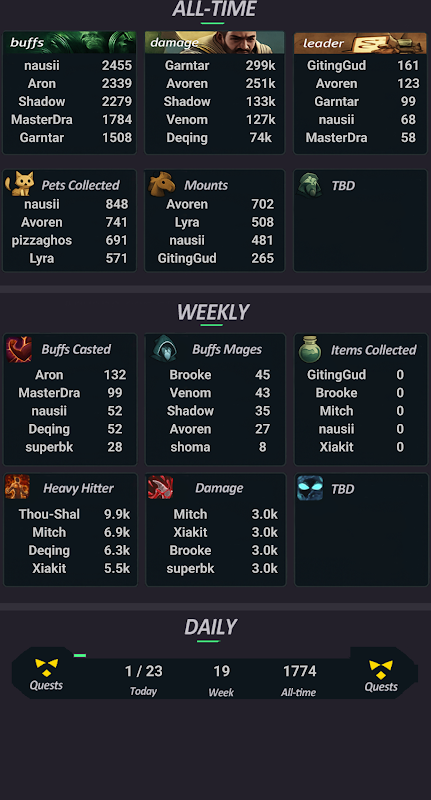 ALL-TIME
buffs damage leader
nausii 2455 Garntar 299k GitingGud 161
Aron 2339 Avoren 251k Avoren 123
Shadow 2279 Shadow 133k Garntar 99
MasterDra 1784 Venom 127k nausii 68
Garntar 1508 Deqing 74k MasterDra 58
Pets Collected Mounts TBD
nausii 848 Avoren 702
Avoren 741 Lyra 508
pizzaghos 691 nausii 481
Lyra 571 GitingGud 265
WEEKLY
Buffs Casted Buffs Mages Items Collected
Aron 132 Brooke 45 GitingGud 0
MasterDra 99 Venom 43 Brooke 0
nausii 52 Shadow 35 Mitch 0
Deqing 52 Avoren 27 nausii 0
superbk 28 shoma 8 Xiakit 0
Heavy Hitter Damage TBD
Thou-Shal 9.9k Mitch 3.0k
Mitch 6.9k Xiakit 3.0k
Deqing 6.3k Brooke 3.0k
Xiakit 5.5k superbk 3.0k
DAILY
1 / 23 19 1774
Quests Today Week All-time Quests